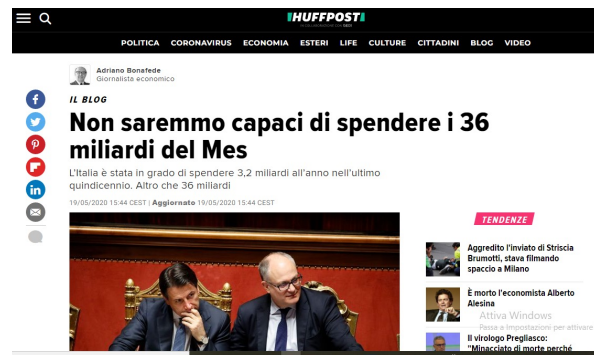 HUFFPOST
POLITICA CORONAVIRUS ECONOMIA ESTERI LIFE CULTURE CITTADINI BLOG VIDEO
Adriano Bonafede
Giornalista economico
IL BLOG
Non saremmo capaci di spendere i 36
miliardi del Mes
L'Italia è stata in grado di spendere 3,2 miliardi all'anno nell'ultimo
quindicennio. Altro che 36 miliardi
19/05/2020 15:44 CEST | Aggiornato 19/05/2020 15:44 CEST
TENDENZE
Aggredito l'inviato di Striscia
Brumotti, stava filmando
spaccio a Milano
È morto l'economista Alberto
Alesina
Attiva Windows
Passa a Impostazioni per attivare
Il virologo Pregliasco:
"Minacciato di morte perché